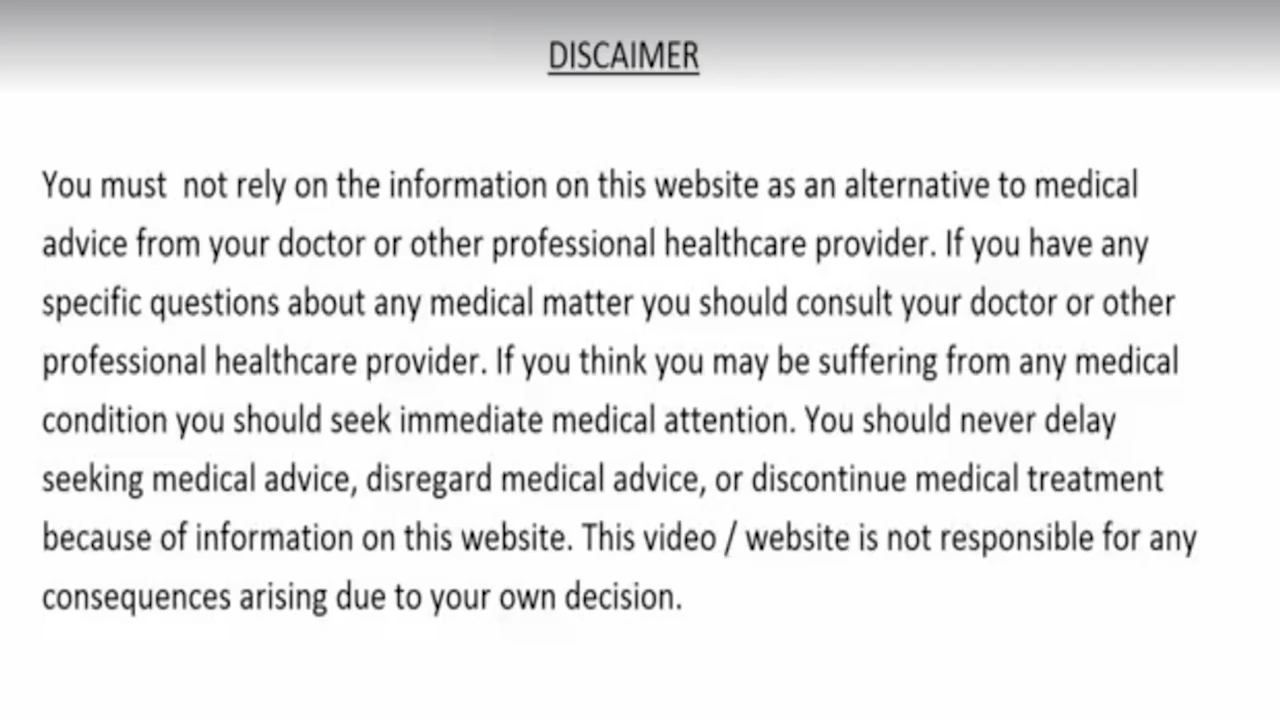 DISCAIMER
You must  not rely on the information on this website as an alternative to medical
advice from your doctor or other professional healthcare provider. If you have any
specific questions about any medical matter you should consult your doctor or other
professional healthcare provider. If you think you may be suffering from any medical
condition you should seek immediate medical attention. You should never delay
seeking medical advice, disregard medical advice, or discontinue medical treatment
because of information on this website. This video / website is not responsible for any
consequences arising due to your own decision.